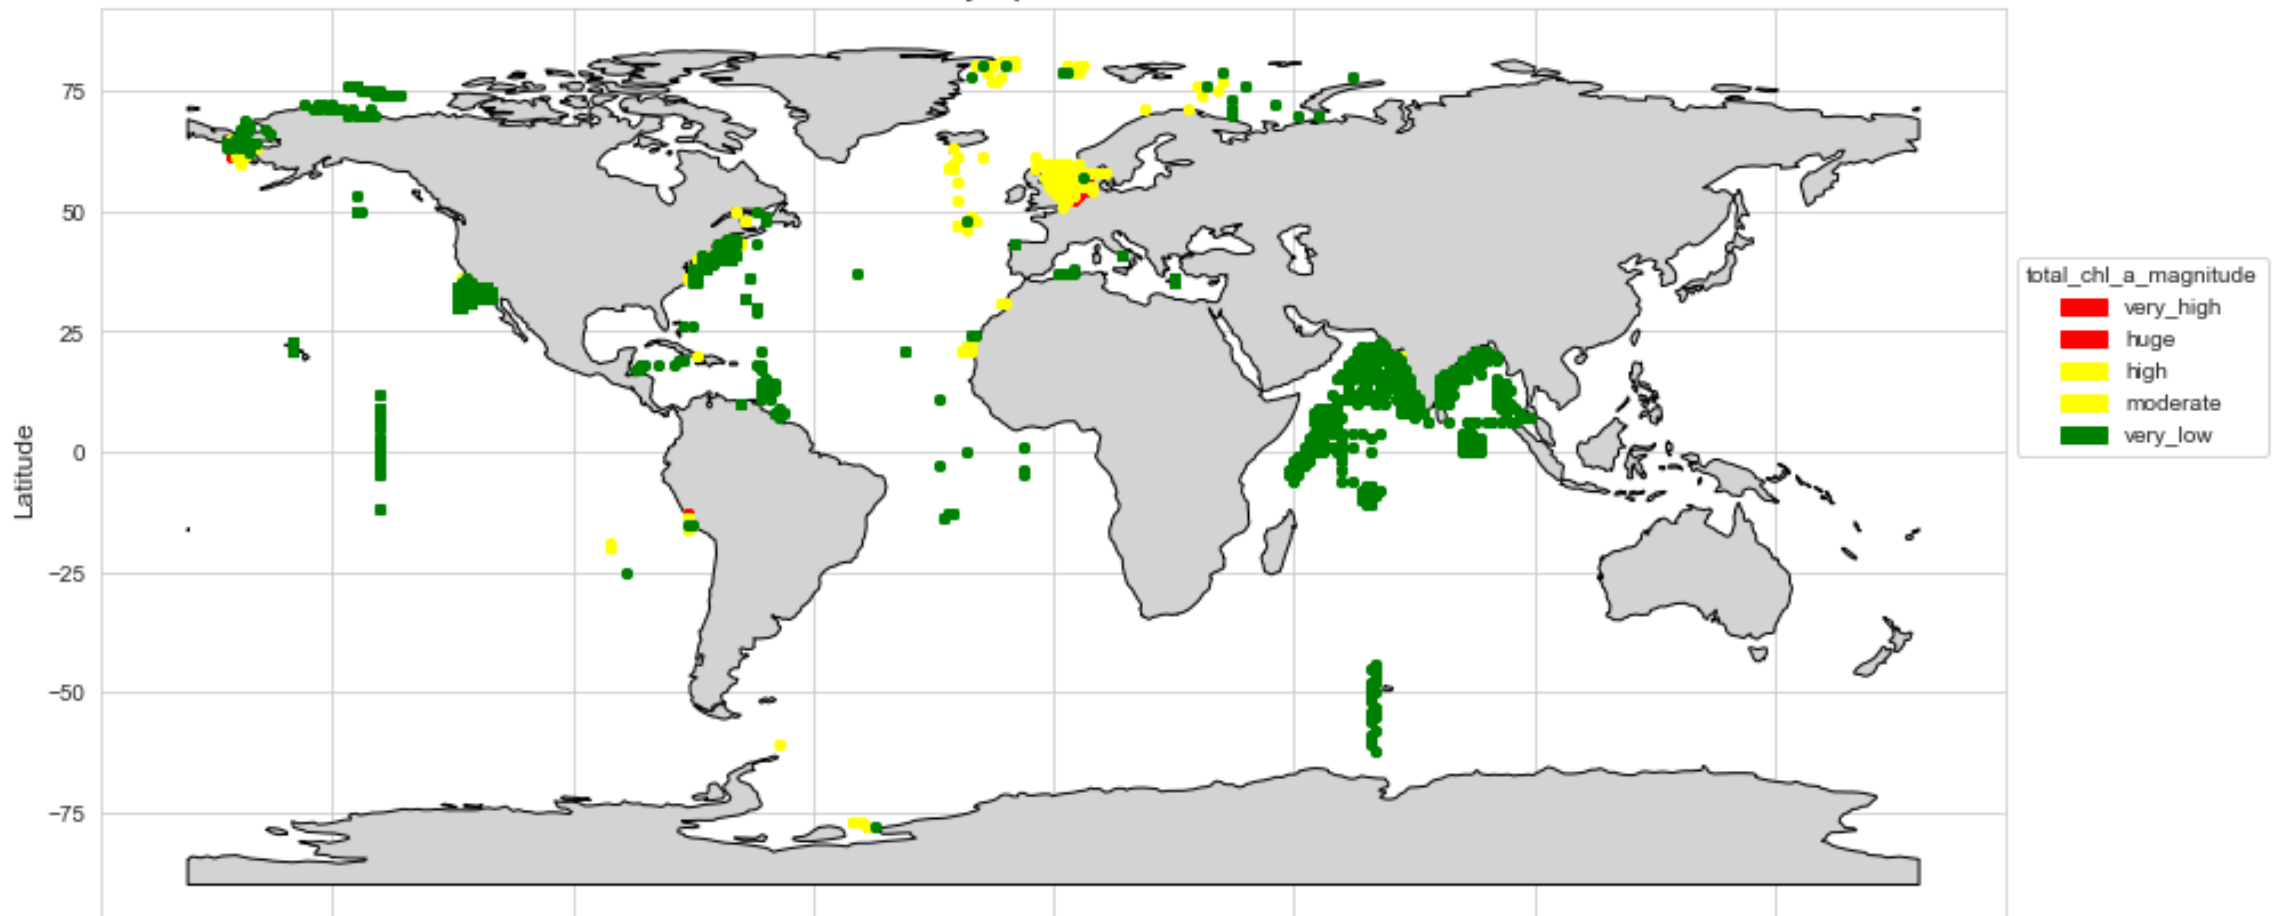 75
50
25
0
−25
−50
−75
Latitude
total_chl_a_magnitude
very_high
huge
high
moderate
very_low